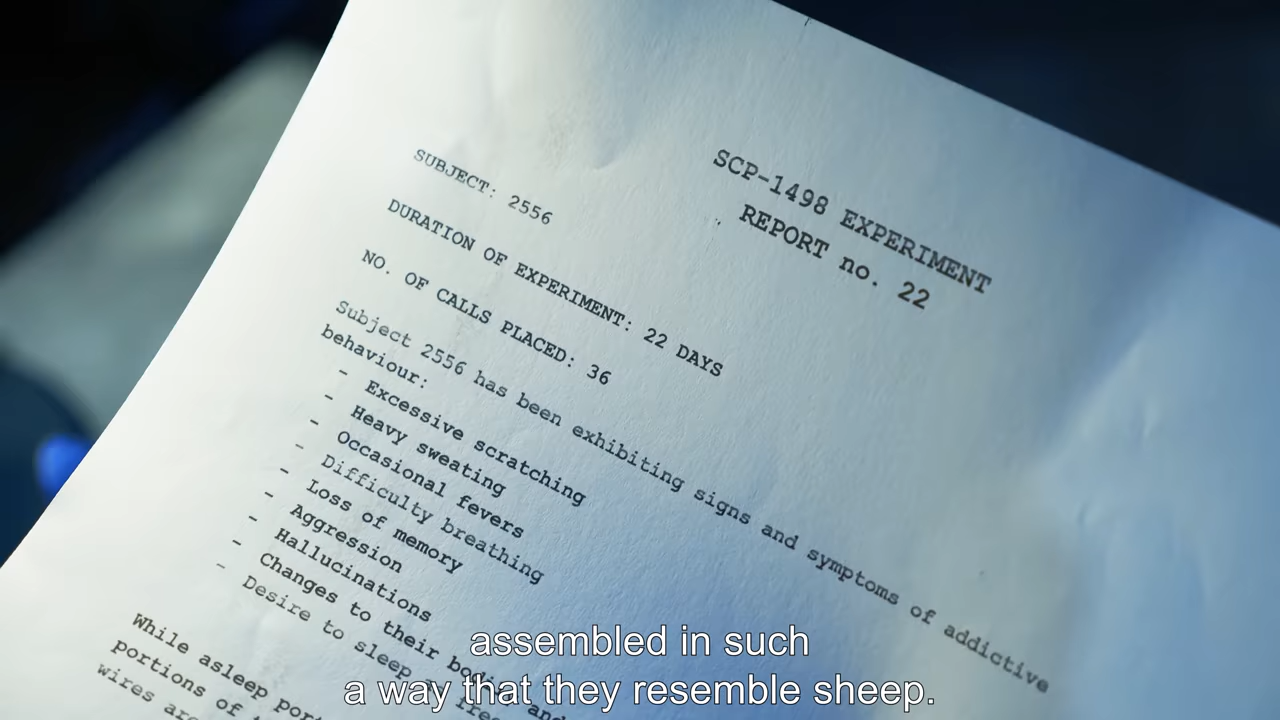 SCP-1498 EXPERIMENT
REPORT no. 22
SUBJECT: 2556
DURATION OF EXPERIMENT: 22 DAYS
NO. OF CALLS PLACED: 36
Subject 2556 has been exhibiting signs and symptoms of addictive
behaviour:
- Excessive scratching
- Heavy sweating
- Occasional fevers
- Difficulty breathing
- Loss of memory
- Aggression
- Hallucinations
- Changes to their body and
- Desire to sleep
While asleep
portions of
wires are
assembled in such
a way that they resemble sheep.